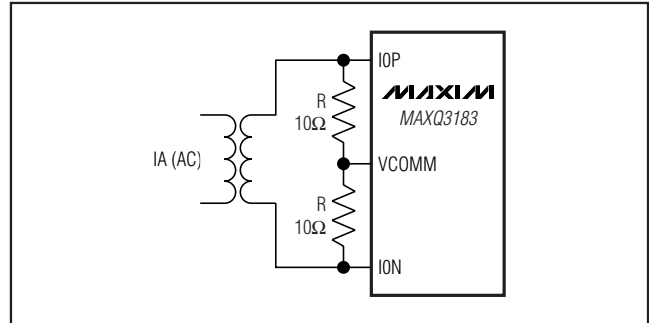 I0P
MAXIM
R
10Ω
MAXQ3183
IA (AC)
VCOMM
R
10Ω
I0N